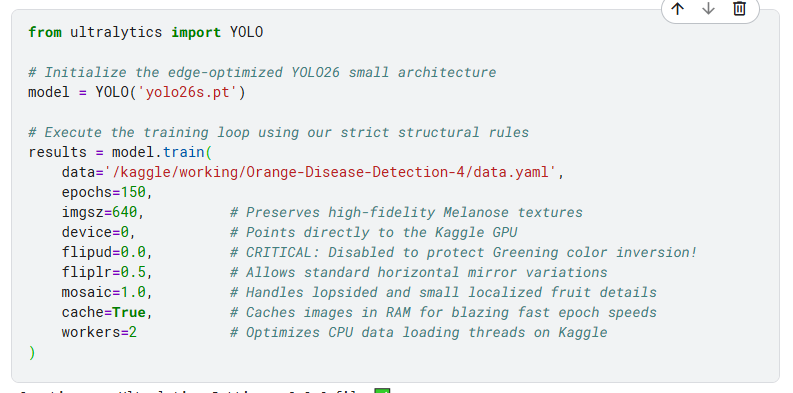 from ultralytics import YOLO
# Initialize the edge-optimized YOLO26 small architecture
model = YOLO('yolo26s.pt')
# Execute the training loop using our strict structural rules
results = model.train(
    data='/kaggle/working/Orange-Disease-Detection-4/data.yaml',
    epochs=150,
    imgsz=640,          # Preserves high-fidelity Melanose textures
    device=0,           # Points directly to the Kaggle GPU
    flipud=0.0,         # CRITICAL: Disabled to protect Greening color inversion!
    fliplr=0.5,         # Allows standard horizontal mirror variations
    mosaic=1.0,         # Handles lopsided and small localized fruit details
    cache=True,         # Caches images in RAM for blazing fast epoch speeds
    workers=2           # Optimizes CPU data loading threads on Kaggle
)